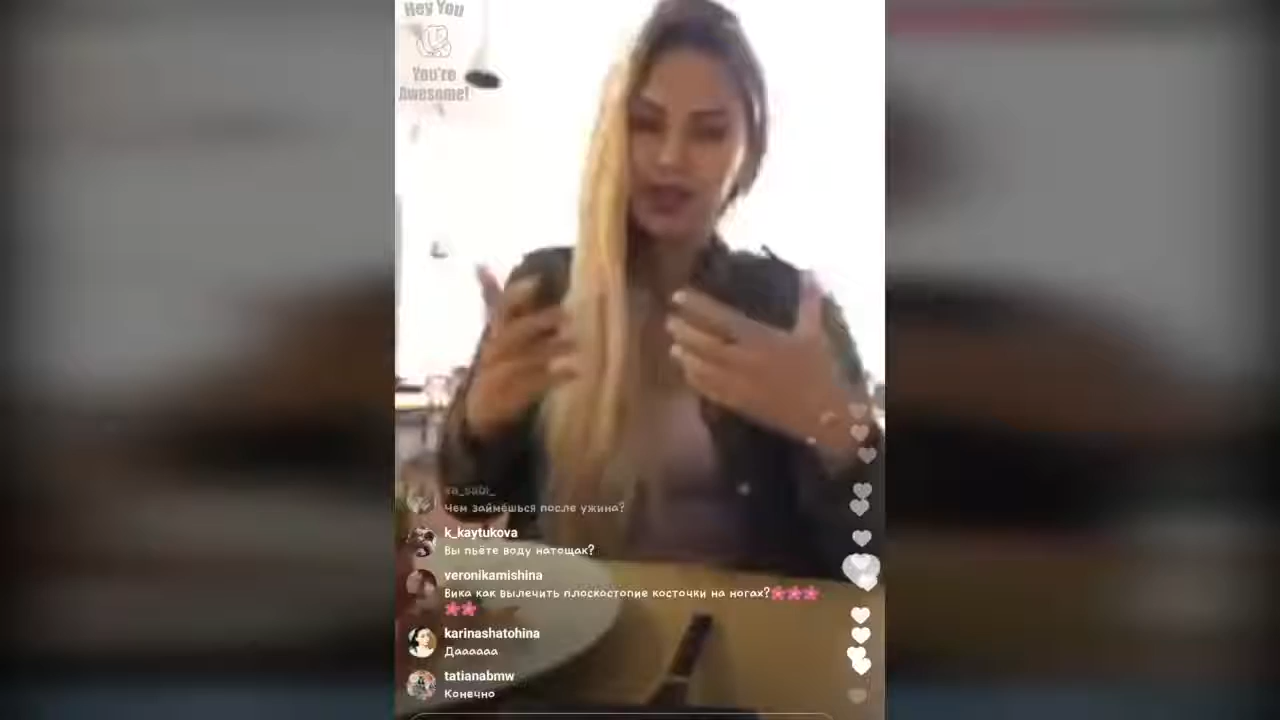 Hey You
You're
Awesome!
va_sabi_
Чем займёшься после ужина?
k_kaytukova
Вы пьёте воду натощак?
veronikamishina
Вика как вылечить плоскостопие косточки на ногах?🌸🌸🌸
🌸🌸
karinashatohina
Даааааа
tatianabmw
Конечно